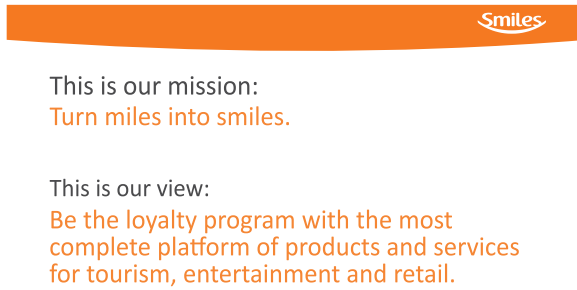 Smiles
This is our mission:
Turn miles into smiles.
This is our view:
Be the loyalty program with the most
complete platform of products and services
for tourism, entertainment and retail.